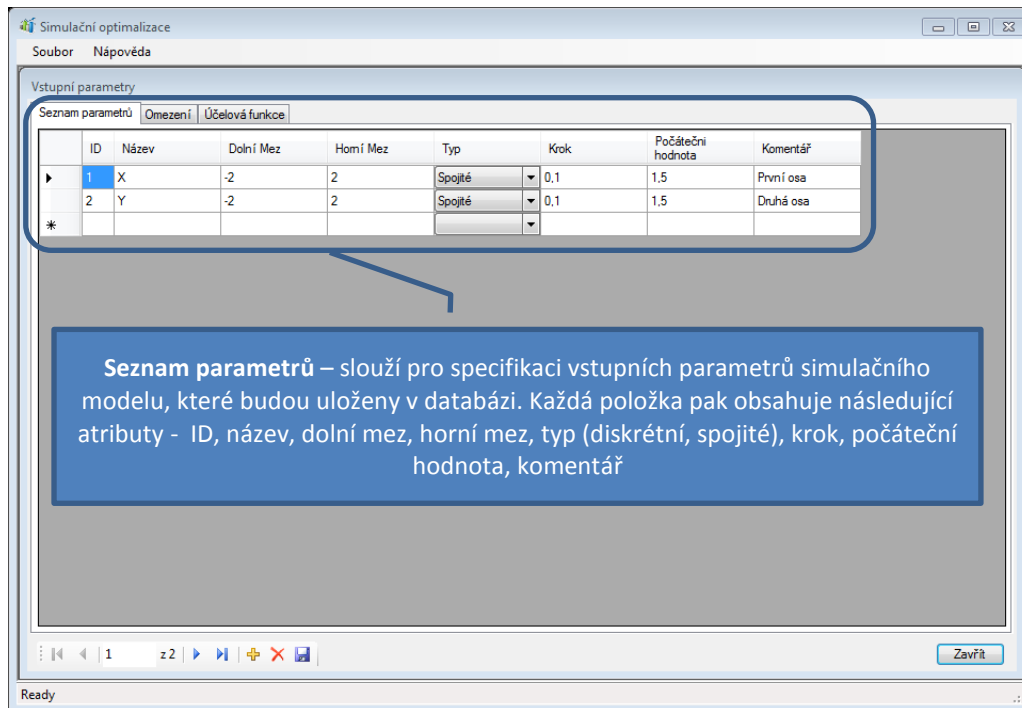 Simulační optimalizace
Soubor Nápověda
Vstupní parametry
Seznam parametrů Omezení Účelová funkce
ID Název Dolní Mez Horní Mez Typ Krok Počáteční hodnota Komentář
1 X -2 2 Spojité 0,1 1,5 První osa
2 Y -2 2 Spojité 0,1 1,5 Druhá osa
Seznam parametrů – slouží pro specifikaci vstupních parametrů simulačního
modelu, které budou uloženy v databázi. Každá položka pak obsahuje následující
atributy - ID, název, dolní mez, horní mez, typ (diskrétní, spojité), krok, počáteční
hodnota, komentář
1 z 2
Zavřít
Ready